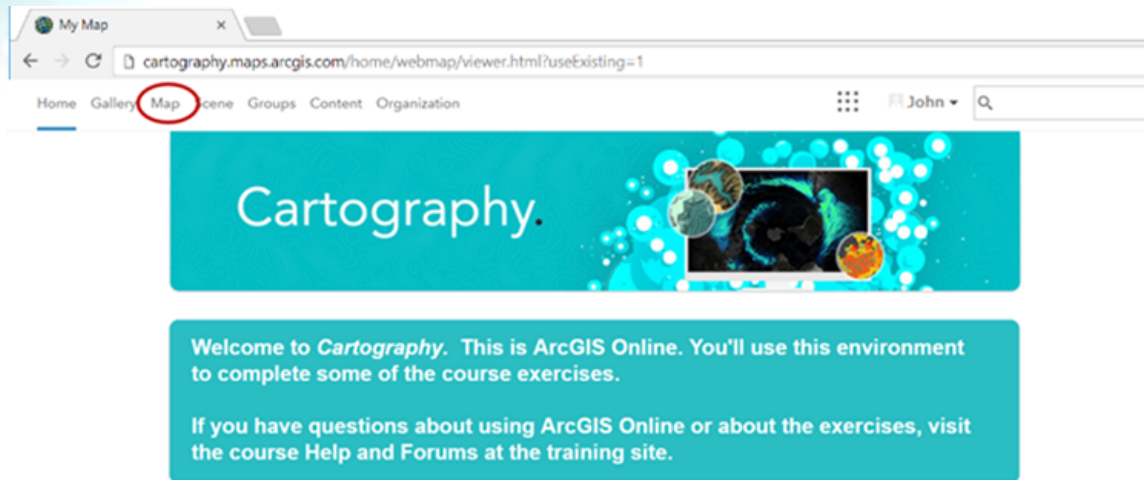 My Map
cartography.maps.arcgis.com/home/webmap/viewer.html?useExisting=1
Home Gallery Map Scene Groups Content Organization John
Cartography.
Welcome to Cartography. This is ArcGIS Online. You'll use this environment
to complete some of the course exercises.
If you have questions about using ArcGIS Online or about the exercises, visit
the course Help and Forums at the training site.